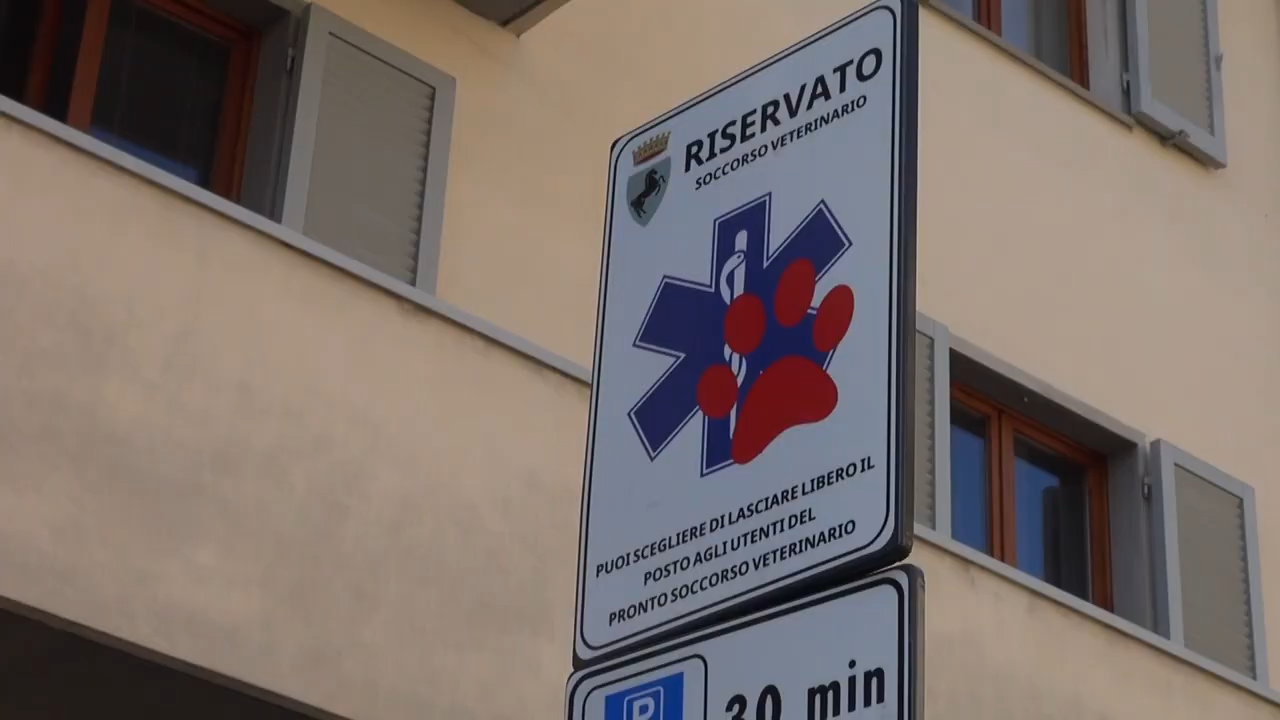 RISERVATO
SOCCORSO VETERINARIO
PUOI SCEGLIERE DI LASCIARE LIBERO IL
POSTO AGLI UTENTI DEL
PRONTO SOCCORSO VETERINARIO
P 30 min